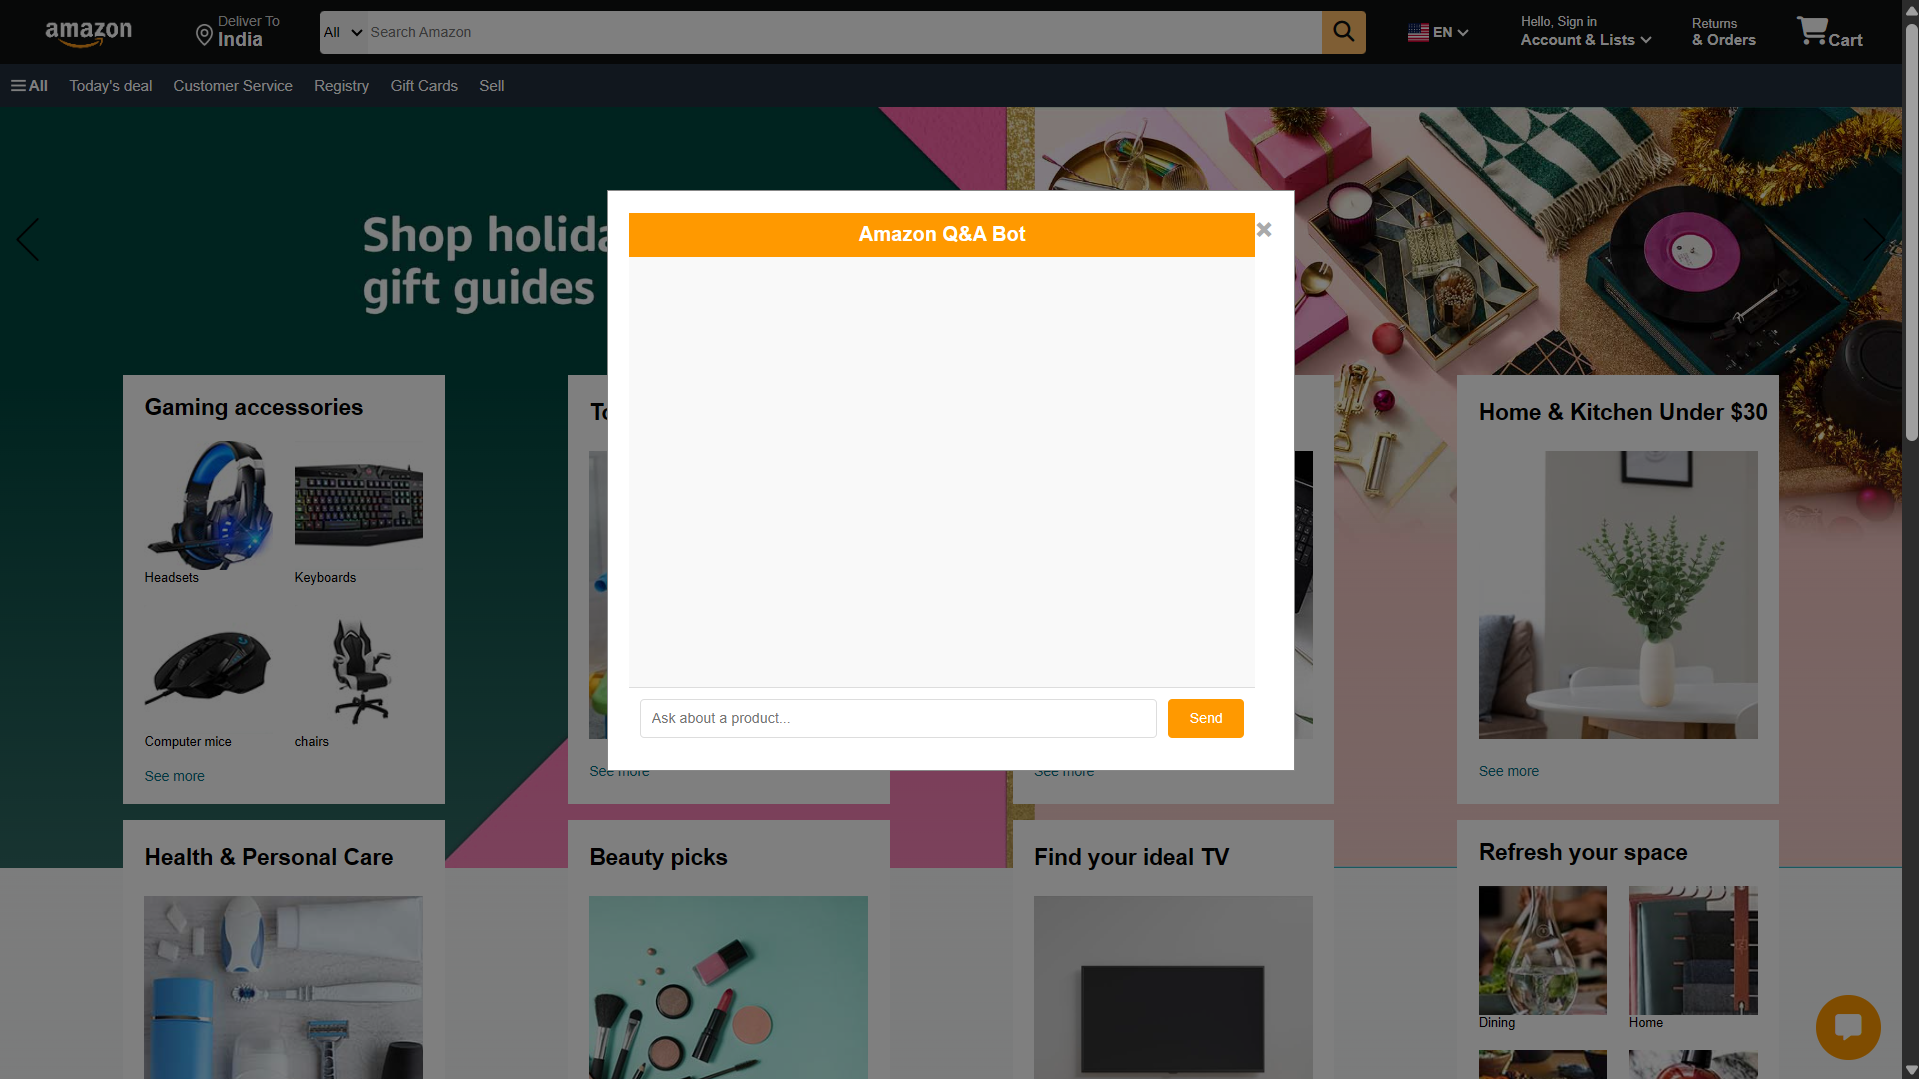 amazon
Deliver To
India
All
Search Amazon
EN
Hello, Sign in
Account & Lists
Returns
& Orders
Cart
All
Today's deal
Customer Service
Registry
Gift Cards
Sell
Shop holida
gift guides
Amazon Q&A Bot
Ask about a product...
Send
Gaming accessories
Headsets
Keyboards
Computer mice
chairs
See more
To
See more
See more
Home & Kitchen Under $30
See more
Health & Personal Care
Beauty picks
Find your ideal TV
Refresh your space
Dining
Home